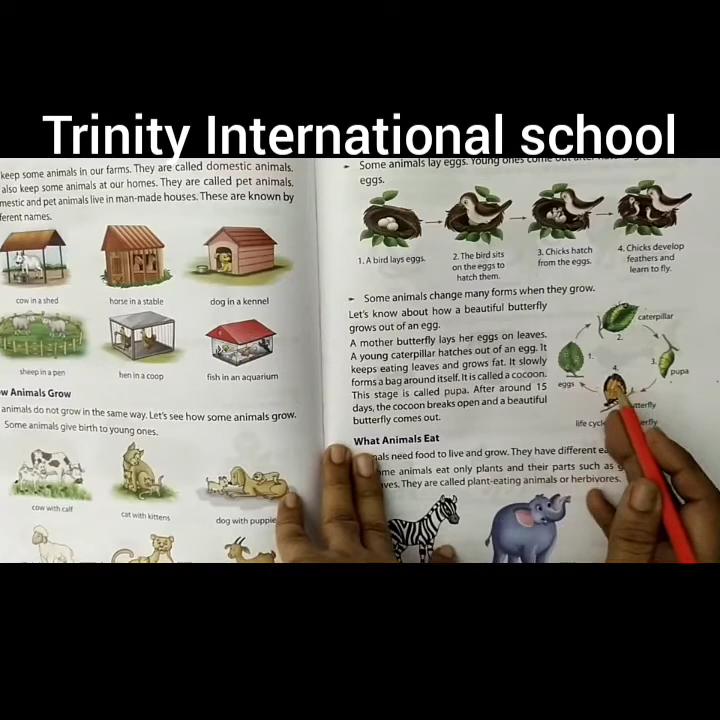 Trinity International school
keep some animals in our farms. They are called domestic animals.
also keep some animals at our homes. They are called pet animals.
mestic and pet animals live in man-made houses. These are known by
ferent names.
cow in a shed
horse in a stable
dog in a kennel
sheep in a pen
hen in a coop
fish in an aquarium
w Animals Grow
animals do not grow in the same way. Let's see how some animals grow.
Some animals give birth to young ones.
cow with calf
cat with kittens
dog with puppie
Some animals lay eggs. Young ones come out
eggs.
1. A bird lays eggs.
2. The bird sits
on the eggs to
hatch them.
3. Chicks hatch
from the eggs.
4. Chicks develop
feathers and
learn to fly.
Some animals change many forms when they grow.
Let's know about how a beautiful butterfly
grows out of an egg.
A mother butterfly lays her eggs on leaves.
A young caterpillar hatches out of an egg. It
keeps eating leaves and grows fat. It slowly
forms a bag around itself. It is called a cocoon.
This stage is called pupa. After around 15
days, the cocoon breaks open and a beautiful
butterfly comes out.
caterpillar
2.
1.
3.
pupa
4.
eggs
tterfly
life cycl
erfly
What Animals Eat
als need food to live and grow. They have different ea
me animals eat only plants and their parts such as g
ves. They are called plant-eating animals or herbivores.